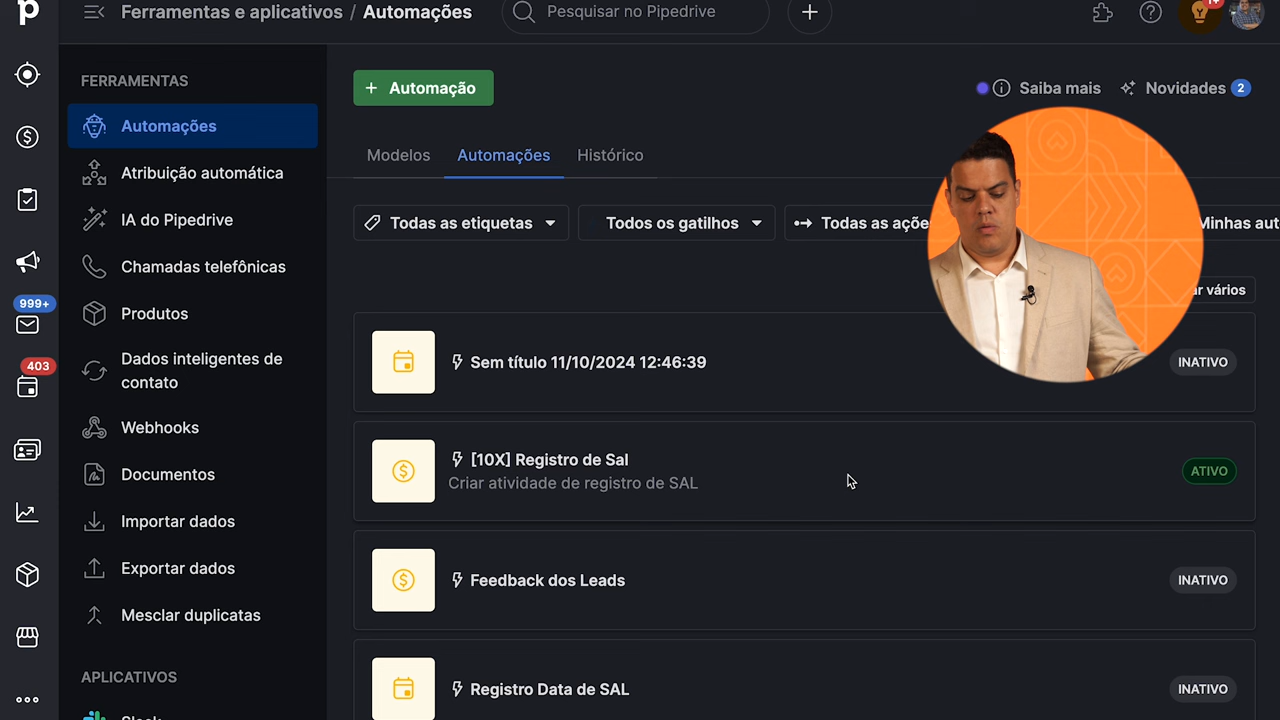 p
Ferramentas e aplicativos / Automações
Pesquisar no Pipedrive
1+
FERRAMENTAS
+ Automação
Saiba mais
Novidades 2
Automações
Atribuição automática
IA do Pipedrive
Chamadas telefônicas
Produtos
Dados inteligentes de
contato
Webhooks
Documentos
Importar dados
Exportar dados
Mesclar duplicatas
APLICATIVOS
Slack
999+
403
Modelos
Automações
Histórico
Todas as etiquetas
Todos os gatilhos
Todas as açõe
Minhas aut
ar vários
Sem título 11/10/2024 12:46:39
INATIVO
[10X] Registro de Sal
Criar atividade de registro de SAL
ATIVO
Feedback dos Leads
INATIVO
Registro Data de SAL
INATIVO